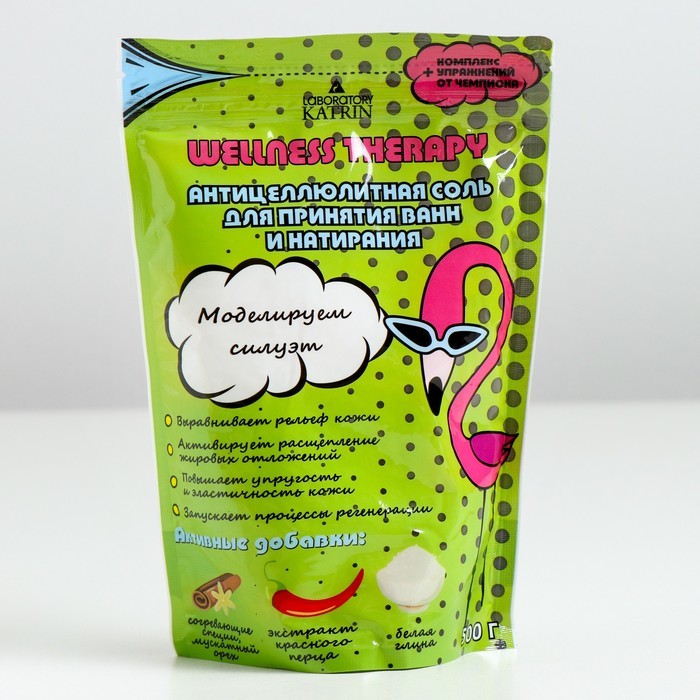 КОМПЛЕКС
+ УПРАЖНЕНИЙ
ОТ ЧЕМПИОНА
LABORATORY
KATRIN
WELLNESS THERAPY
АНТИЦЕЛЛЮЛИТНАЯ СОЛЬ
ДЛЯ ПРИНЯТИЯ ВАНН
И НАТИРАНИЯ
Моделируем
силуэт
Выравнивает рельеф кожи
Активирует расщепление
жировых отложений
Повышает упругость
и эластичность кожи
Запускает процессы регенерации
Активные добавки:
согревающие
специи,
мускатный
орех
экстракт
красного
перца
белая
глина
500 Г